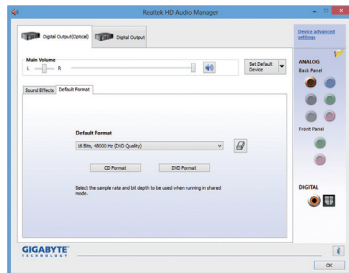 Realtek HD Audio Manager
Digital Output(Optical)
Digital Output
Device advanced
settings
Main Volume
L
R
Set Default
Device
ANALOG
Back Panel
Sound Effects
Default Format
Default Format
16 Bits, 48000 Hz (DVD Quality)
CD Format
DVD Format
Select the sample rate and bit depth to be used when running in shared
mode.
Front Panel
DIGITAL
GIGABYTE
TECHNOLOGY
i
OK